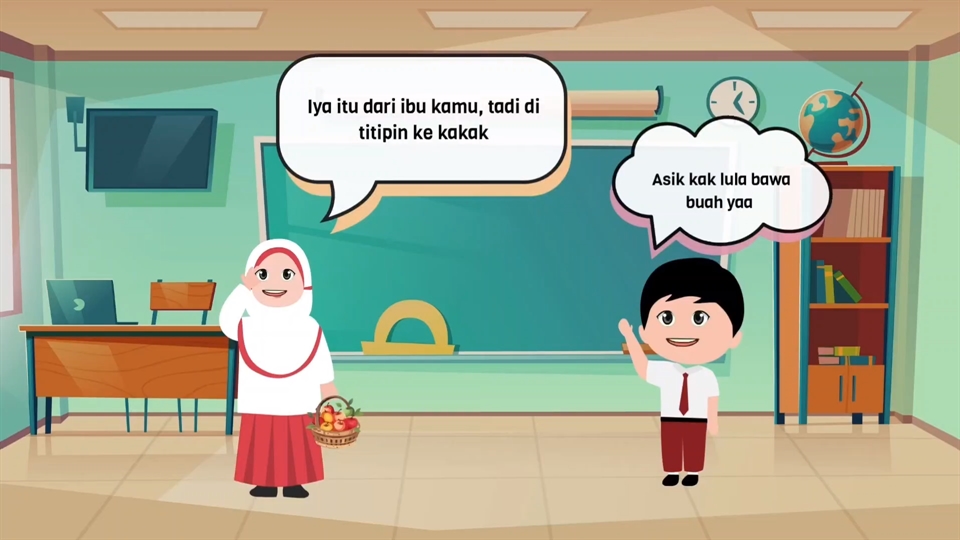 Iya itu dari ibu kamu, tadi di
titipin ke kakak
Asik kak lula bawa
buah yaa